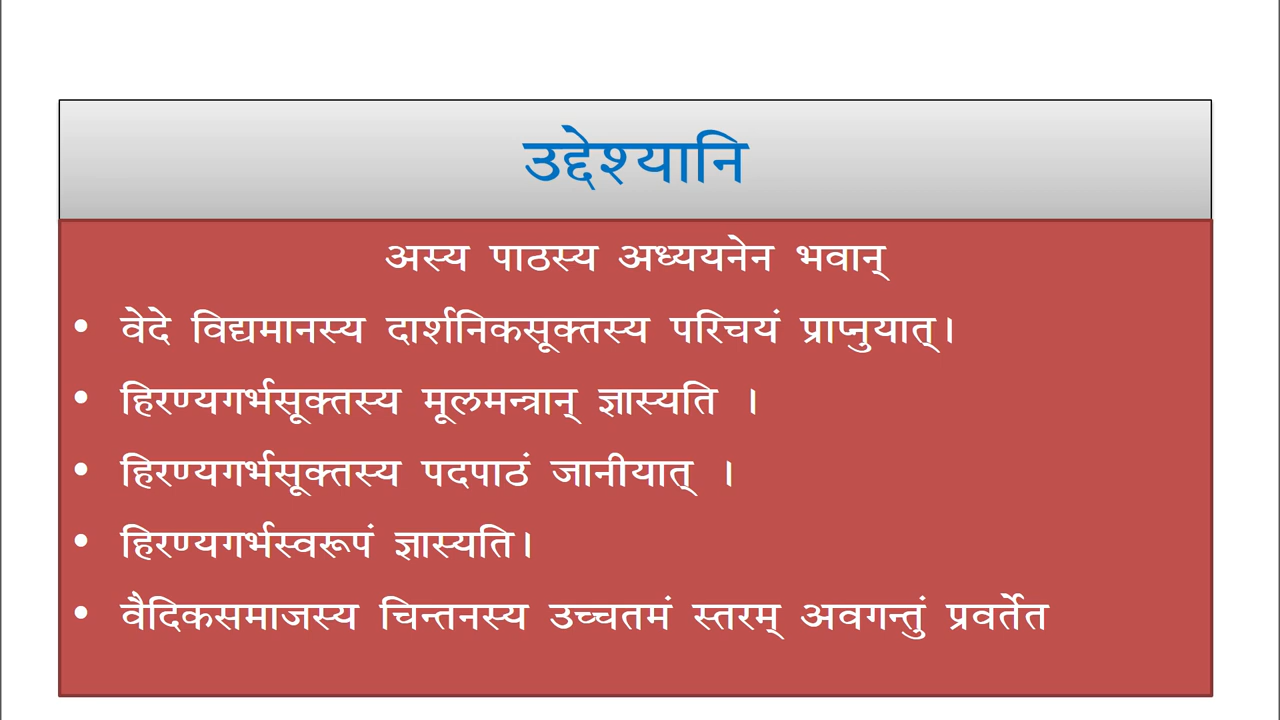 उद्देश्यानि
अस्य पाठस्य अध्ययनेन भवान्
• वेदे विद्यमानस्य दार्शनिकसूक्तस्य परिचयं प्राप्नुयात्।
• हिरण्यगर्भसूक्तस्य मूलमन्त्रान् ज्ञास्यति ।
• हिरण्यगर्भसूक्तस्य पदपाठं जानीयात् ।
• हिरण्यगर्भस्वरूपं ज्ञास्यति।
• वैदिकसमाजस्य चिन्तनस्य उच्चतमं स्तरम् अवगन्तुं प्रवर्तेत